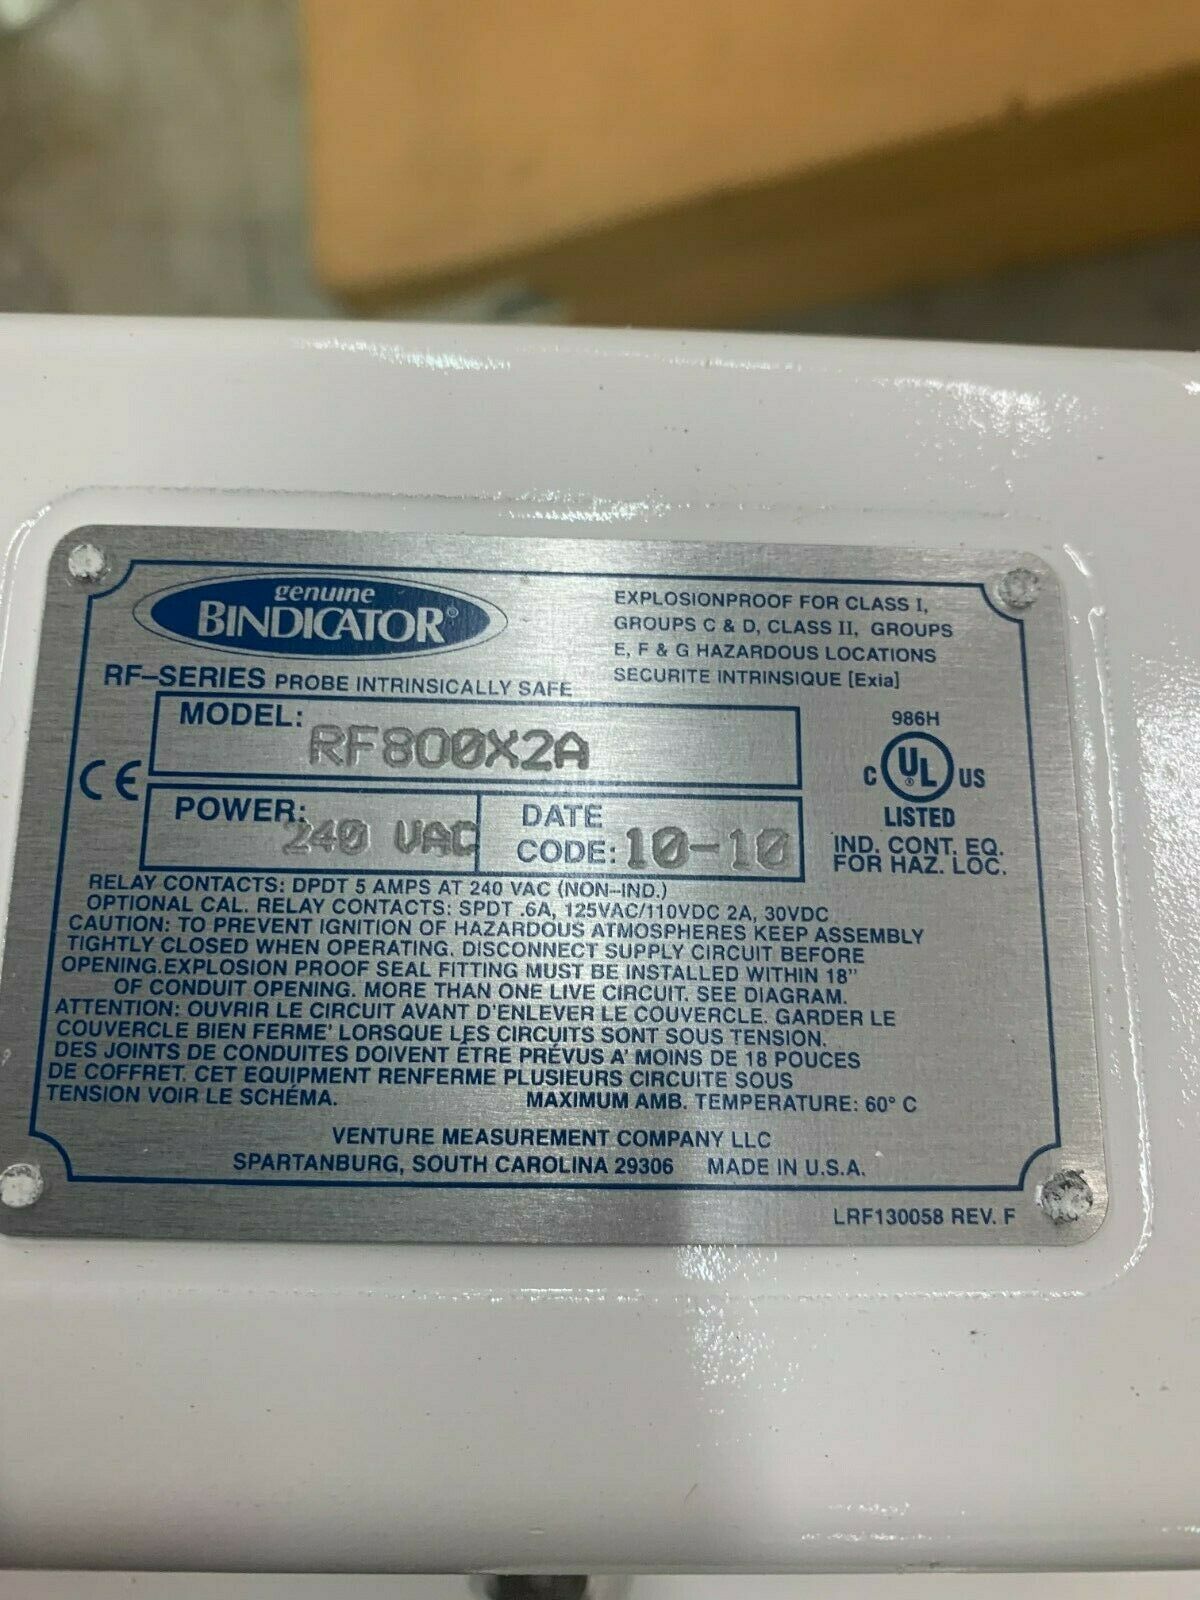 genuine
BINDICATOR®
RF-SERIES PROBE INTRINSICALLY SAFE
EXPLOSIONPROOF FOR CLASS I,
GROUPS C & D, CLASS II, GROUPS
E, F & G HAZARDOUS LOCATIONS
SECURITE INTRINSIQUE [Exia]
MODEL: RF800X2A
986H
CE
C UL® US
LISTED
IND. CONT. EQ.
FOR HAZ. LOC.
POWER: 240 VAC
DATE
CODE: 10-10
RELAY CONTACTS: DPDT 5 AMPS AT 240 VAC (NON-IND.)
OPTIONAL CAL. RELAY CONTACTS: SPDT .6A, 125VAC/110VDC 2A, 30VDC
CAUTION: TO PREVENT IGNITION OF HAZARDOUS ATMOSPHERES KEEP ASSEMBLY
TIGHTLY CLOSED WHEN OPERATING. DISCONNECT SUPPLY CIRCUIT BEFORE
OPENING.EXPLOSION PROOF SEAL FITTING MUST BE INSTALLED WITHIN 18"
OF CONDUIT OPENING. MORE THAN ONE LIVE CIRCUIT. SEE DIAGRAM.
ATTENTION: OUVRIR LE CIRCUIT AVANT D'ENLEVER LE COUVERCLE. GARDER LE
COUVERCLE BIEN FERME' LORSQUE LES CIRCUITS SONT SOUS TENSION.
DES JOINTS DE CONDUITES DOIVENT ÊTRE PRÉVUS A' MOINS DE 18 POUCES
DE COFFRET. CET EQUIPMENT RENFERME PLUSIEURS CIRCUITE SOUS
TENSION VOIR LE SCHÉMA. MAXIMUM AMB. TEMPERATURE: 60° C
VENTURE MEASUREMENT COMPANY LLC
SPARTANBURG, SOUTH CAROLINA 29306 MADE IN U.S.A.
LRF130058 REV. F